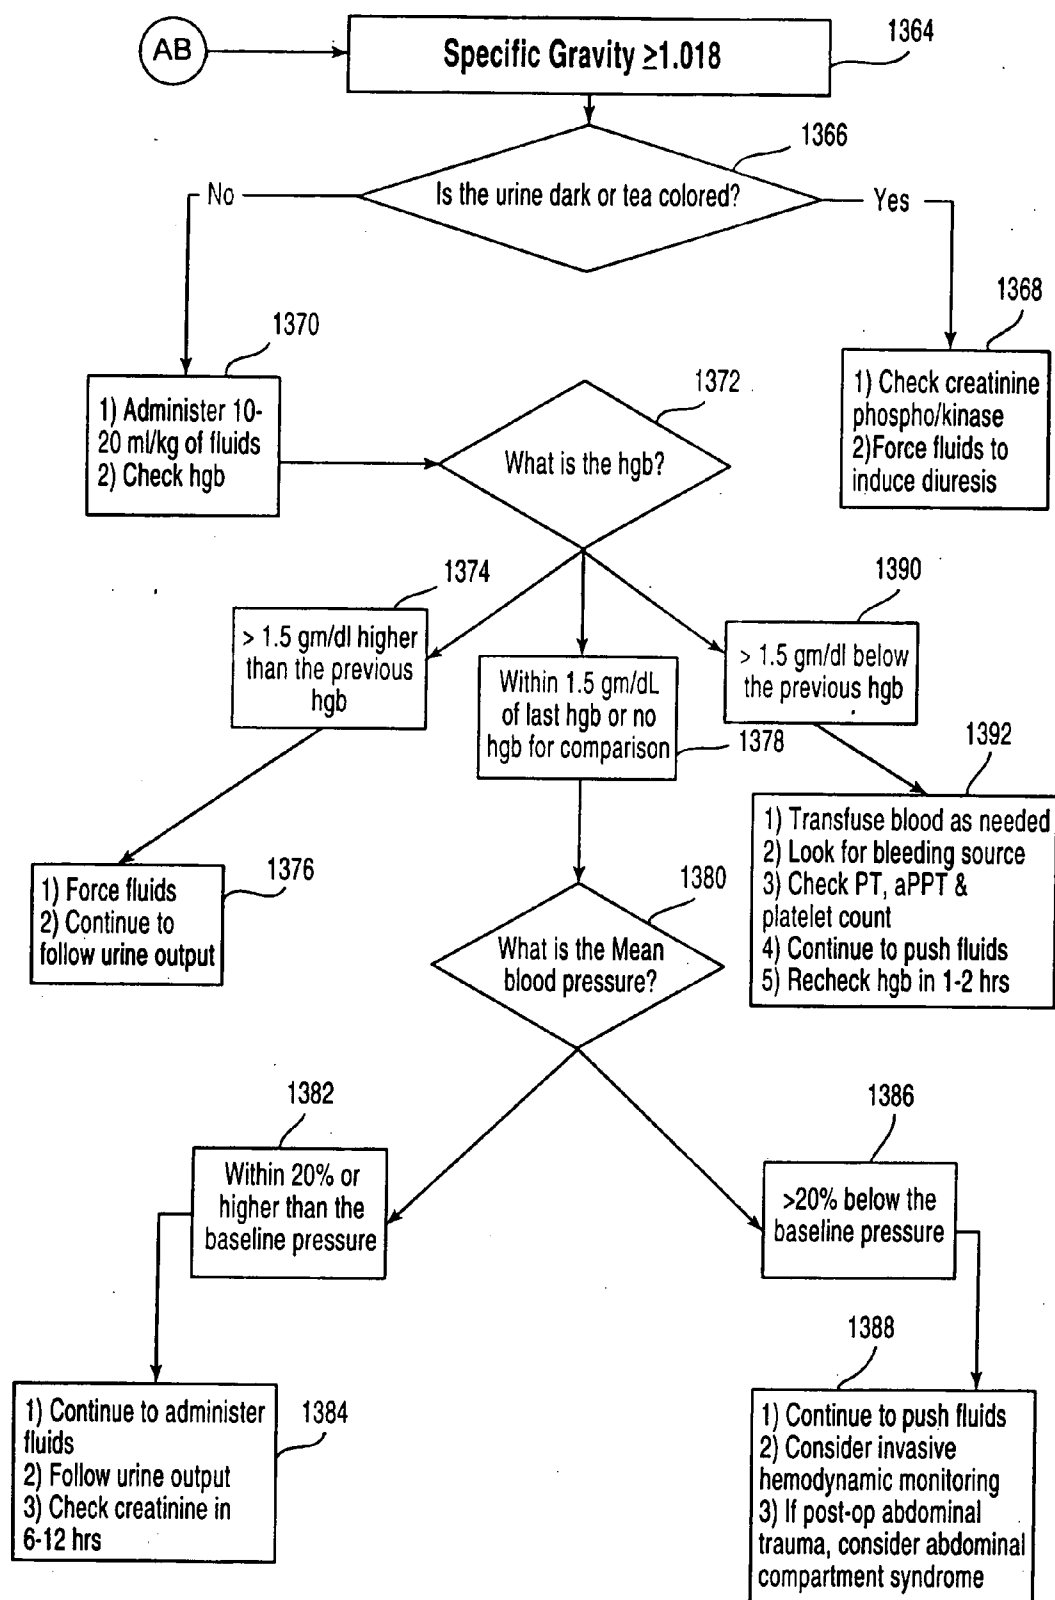 AB
Specific Gravity ≥1.018
1364
1366
Is the urine dark or tea colored?
No
Yes
1368
1) Check creatinine
phospho/kinase
2)Force fluids to
induce diuresis
1370
1) Administer 10-
20 ml/kg of fluids
2) Check hgb
1372
What is the hgb?
1374
> 1.5 gm/dl higher
than the previous
hgb
Within 1.5 gm/dL
of last hgb or no
hgb for comparison
1378
1390
> 1.5 gm/dl below
the previous hgb
1392
1) Transfuse blood as needed
2) Look for bleeding source
3) Check PT, aPPT &
platelet count
4) Continue to push fluids
5) Recheck hgb in 1-2 hrs
1376
1) Force fluids
2) Continue to
follow urine output
1380
What is the Mean
blood pressure?
1382
Within 20% or
higher than the
baseline pressure
1386
>20% below the
baseline pressure
1384
1) Continue to administer
fluids
2) Follow urine output
3) Check creatinine in
6-12 hrs
1388
1) Continue to push fluids
2) Consider invasive
hemodynamic monitoring
3) If post-op abdominal
trauma, consider abdominal
compartment syndrome